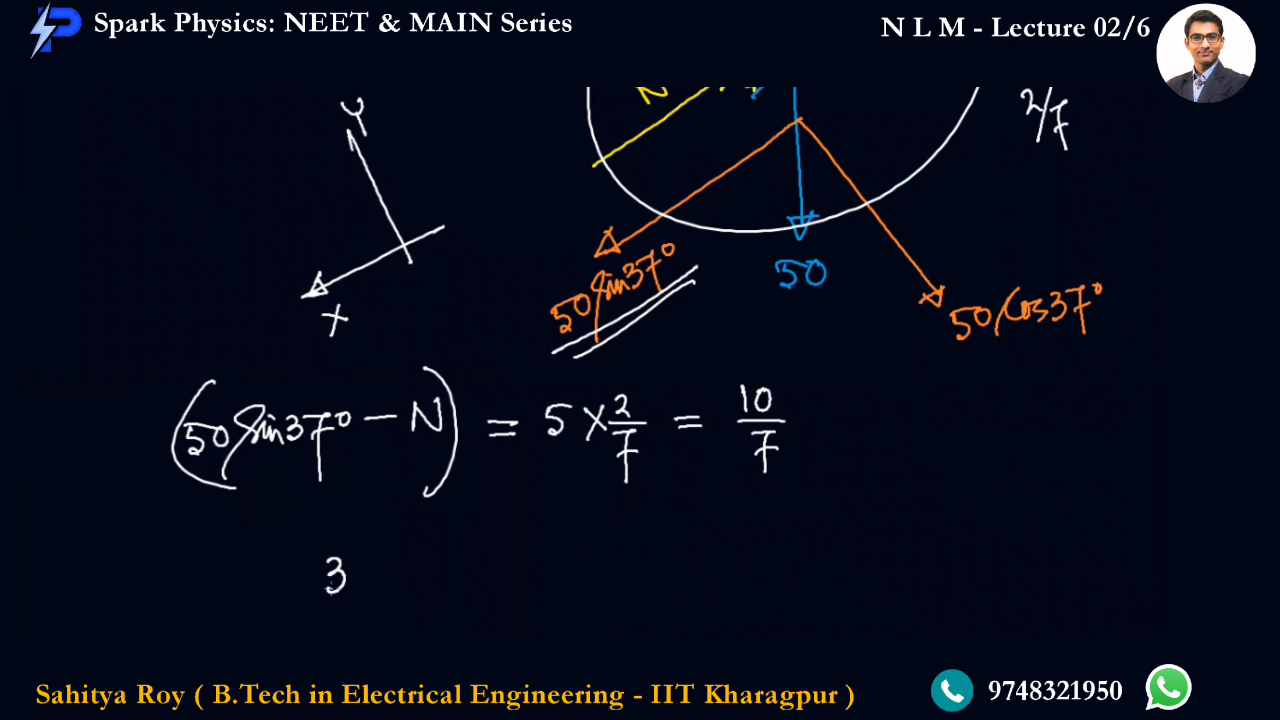 Spark Physics: NEET & MAIN Series
N L M - Lecture 02/6
N
Y
2/7
X
50 Sin37°
50
50 Cos37°
(50 Sin37° - N) = 5 × 2/7 = 10/7
3
Sahitya Roy ( B.Tech in Electrical Engineering - IIT Kharagpur )
9748321950